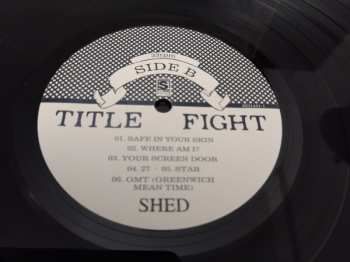 SIDE B
S
TITLE FIGHT
01. SAFE IN YOUR SKIN
02. WHERE AM I?
03. YOUR SCREEN DOOR
04. 27 - 05. STAB
06. GMT (GREENWICH
MEAN TIME)
SHED